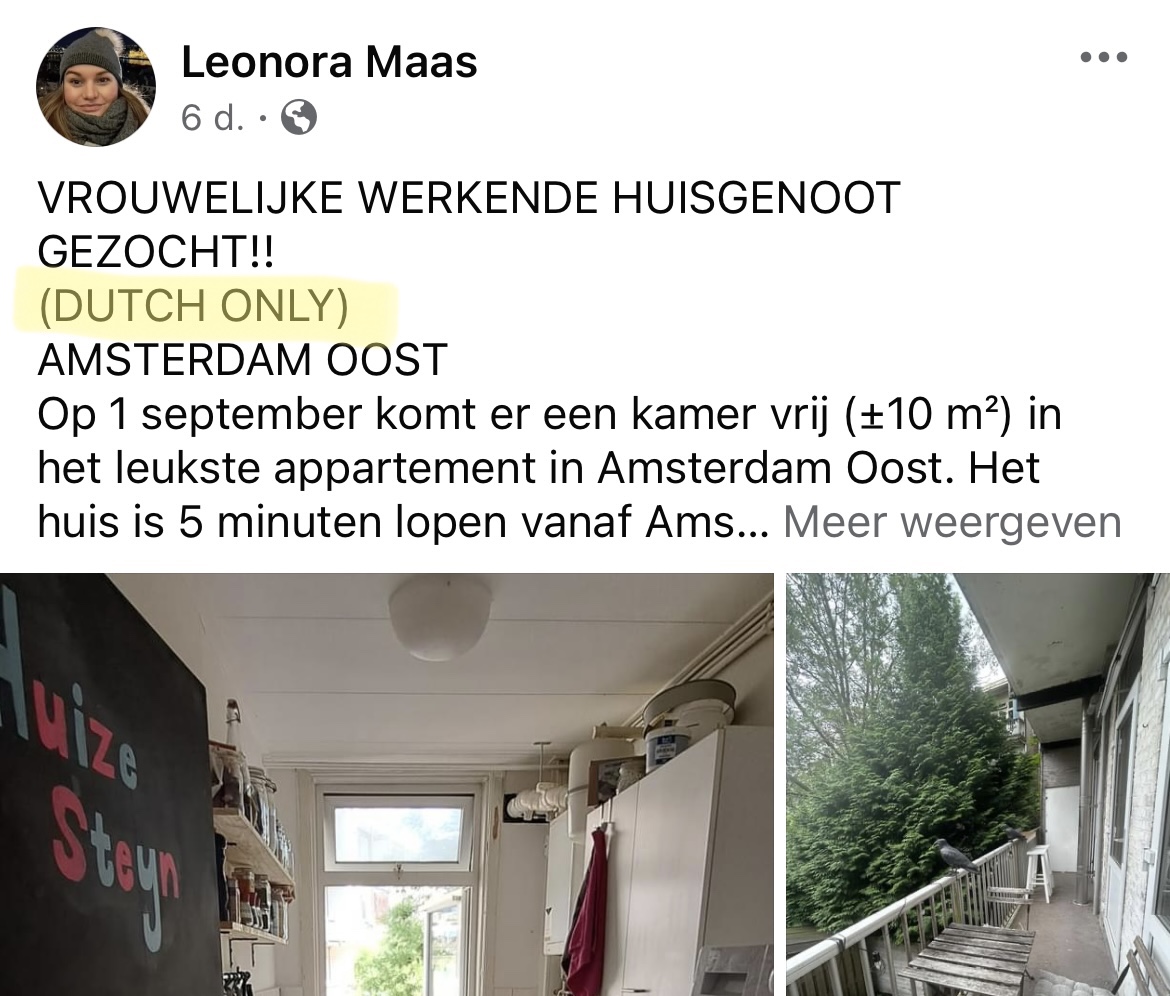 Leonora Maas
6 d. ·
VROUWELIJKE WERKENDE HUISGENOOT
GEZOCHT!!
(DUTCH ONLY)
AMSTERDAM OOST
Op 1 september komt er een kamer vrij (±10 m²) in
het leukste appartement in Amsterdam Oost. Het
huis is 5 minuten lopen vanaf Ams... Meer weergeven
Huize
Steyn